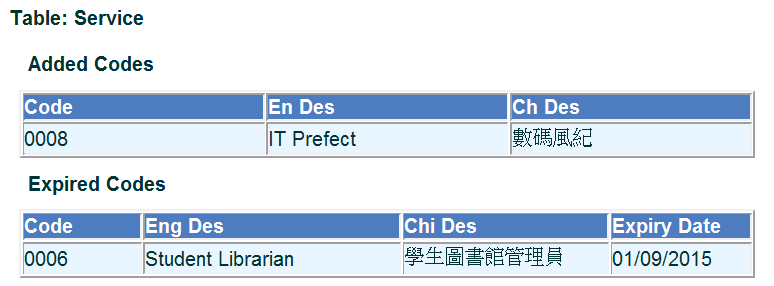 Table: Service
Added Codes
Code En Des Ch Des
0008 IT Prefect 數碼風紀
Expired Codes
Code Eng Des Chi Des Expiry Date
0006 Student Librarian 學生圖書館管理員 01/09/2015